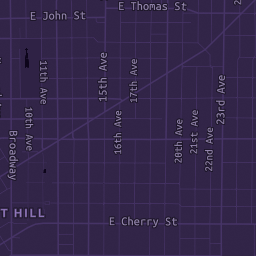 E Thomas St
E John St
11th Ave
15th Ave
17th Ave
10th Ave
16th Ave
23rd Ave
21st Ave
20th Ave
22nd Ave
Broadway
T HILL
E Cherry St